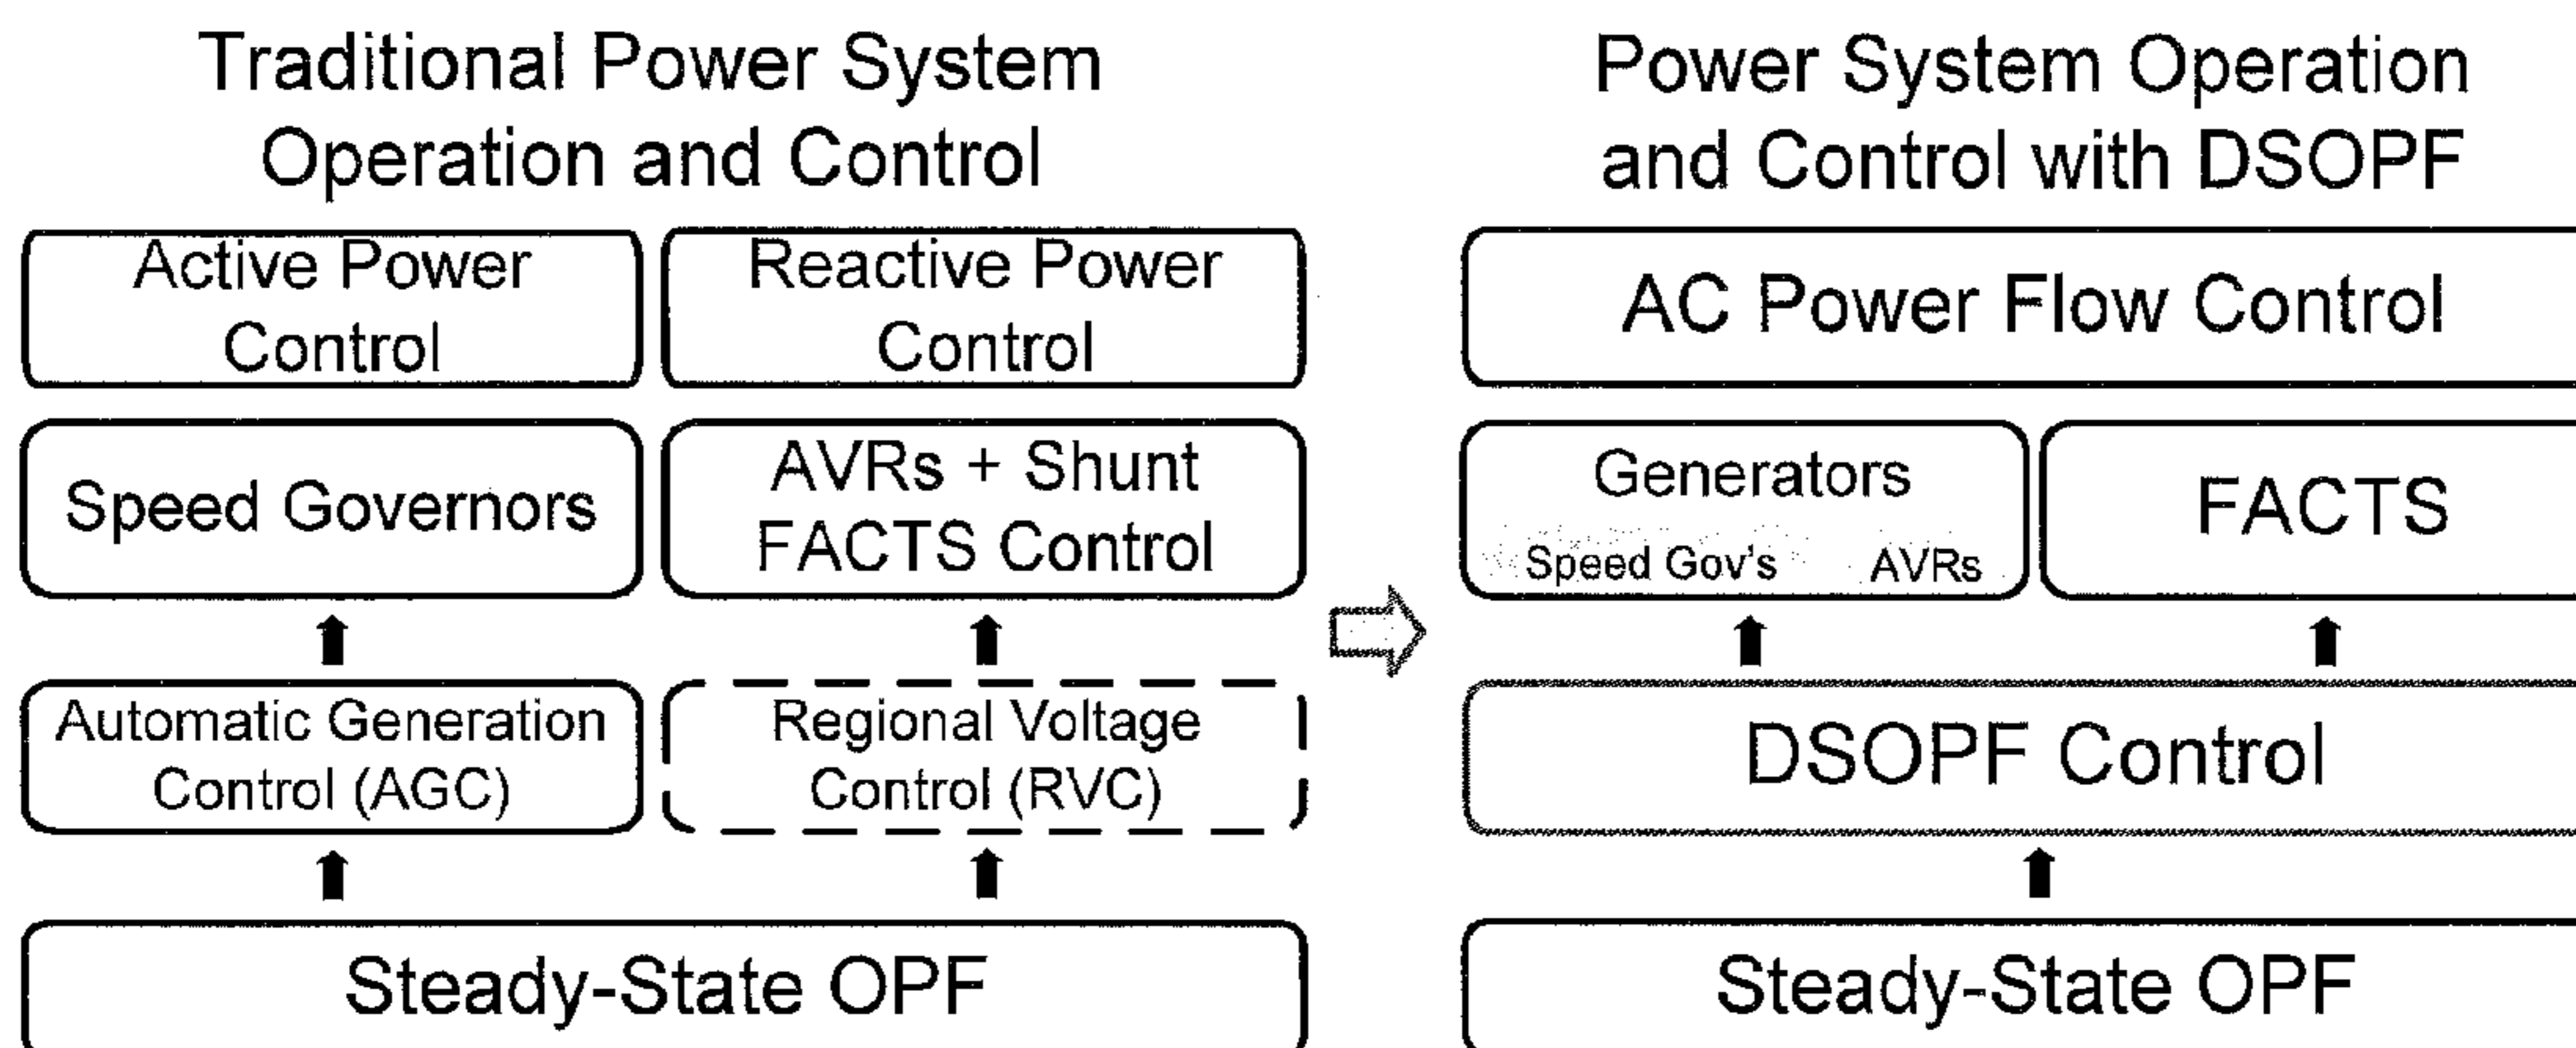 Traditional Power System
Operation and Control
Active Power
Control
Reactive Power
Control
Speed Governors
AVRs + Shunt
FACTS Control
Automatic Generation
Control (AGC)
Regional Voltage
Control (RVC)
Steady-State OPF
Power System Operation
and Control with DSOPF
AC Power Flow Control
Generators
Speed Gov's AVRs
FACTS
DSOPF Control
Steady-State OPF